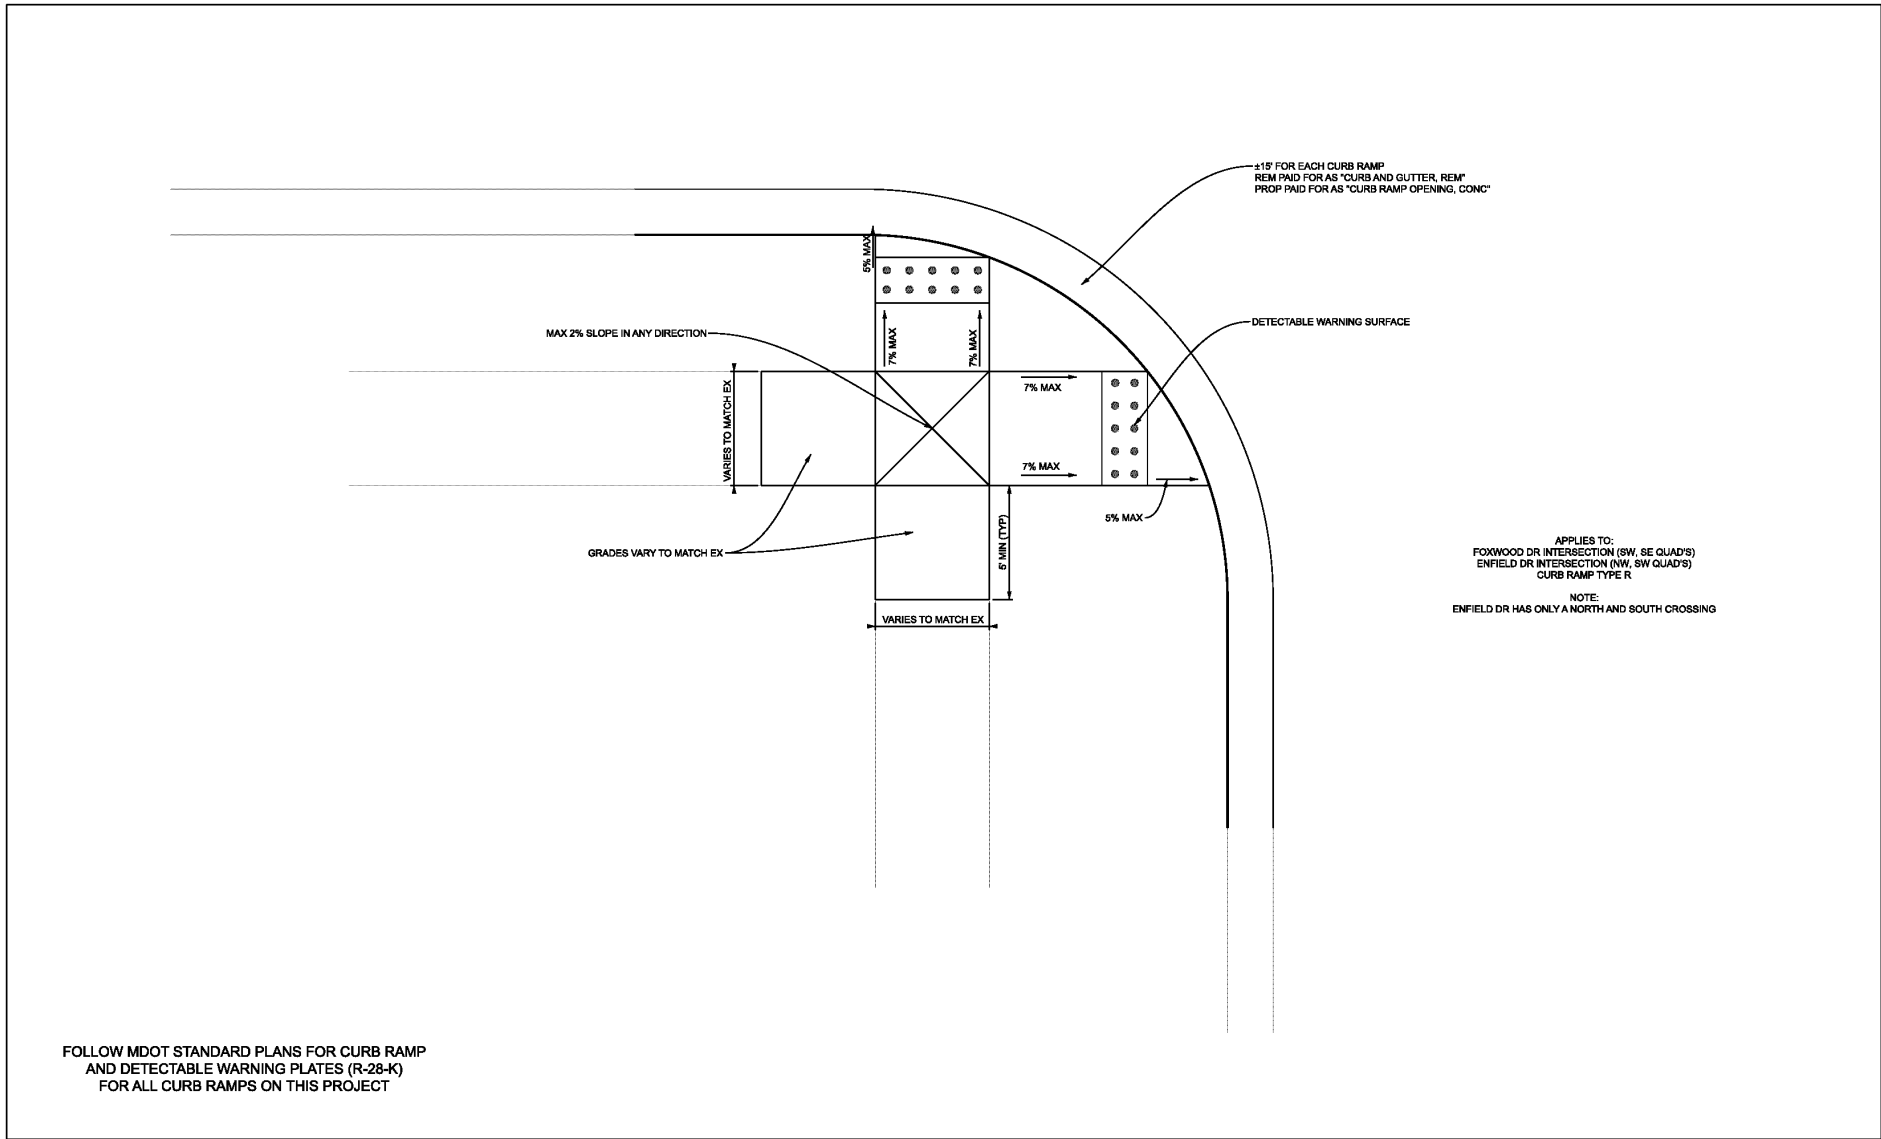 ±15' FOR EACH CURB RAMP
REM PAID FOR AS "CURB AND GUTTER, REM"
PROP PAID FOR AS "CURB RAMP OPENING, CONC"
5% MAX
DETECTABLE WARNING SURFACE
MAX 2% SLOPE IN ANY DIRECTION
7% MAX
7% MAX
VARIES TO MATCH EX
7% MAX
7% MAX
5% MAX
GRADES VARY TO MATCH EX
5' MIN (TYP)
VARIES TO MATCH EX
APPLIES TO:
FOXWOOD DR INTERSECTION (SW, SE QUAD'S)
ENFIELD DR INTERSECTION (NW, SW QUAD'S)
CURB RAMP TYPE R
NOTE:
ENFIELD DR HAS ONLY A NORTH AND SOUTH CROSSING
FOLLOW MDOT STANDARD PLANS FOR CURB RAMP
AND DETECTABLE WARNING PLATES (R-28-K)
FOR ALL CURB RAMPS ON THIS PROJECT